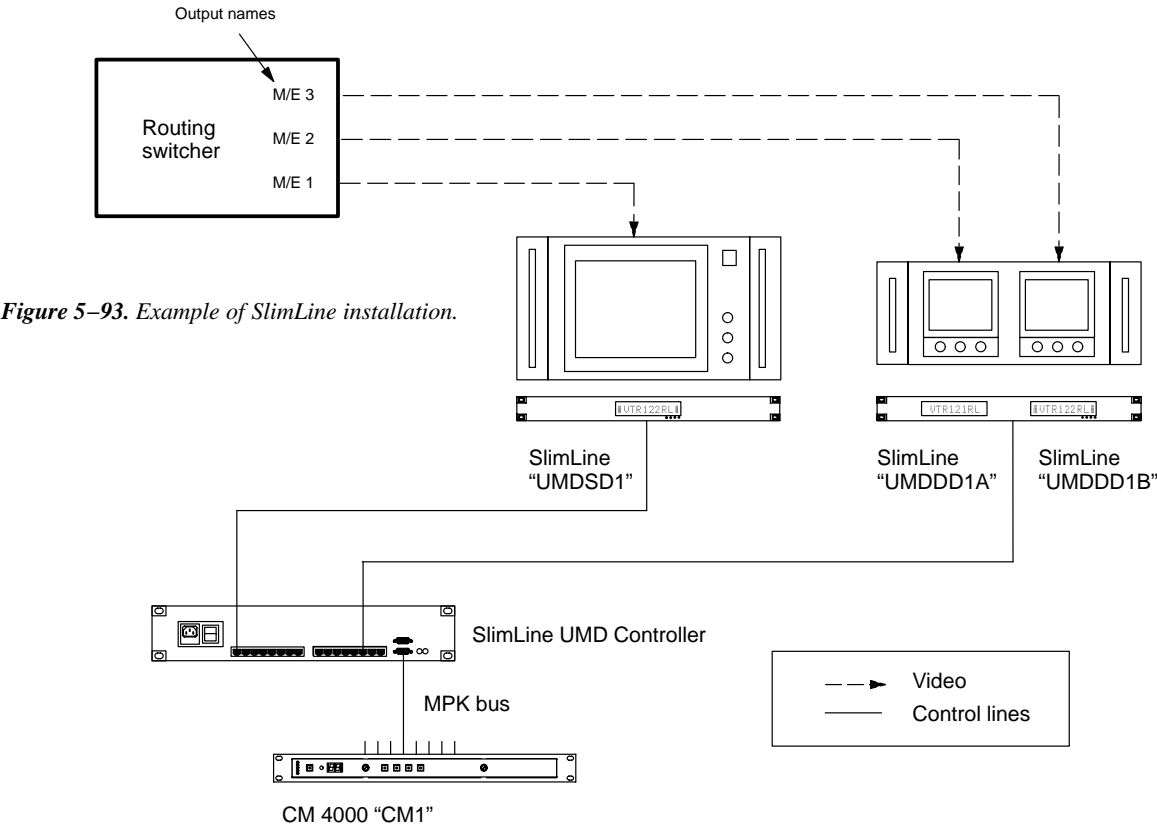 Output names
M/E 3
Routing
switcher
M/E 2
M/E 1
Figure 5–93. Example of SlimLine installation.
VTR122RL
VTR121RL
VTR122RL
SlimLine
“UMDSD1”
SlimLine
“UMDDD1A”
SlimLine
“UMDDD1B”
SlimLine UMD Controller
MPK bus
Video
Control lines
CM 4000 “CM1”